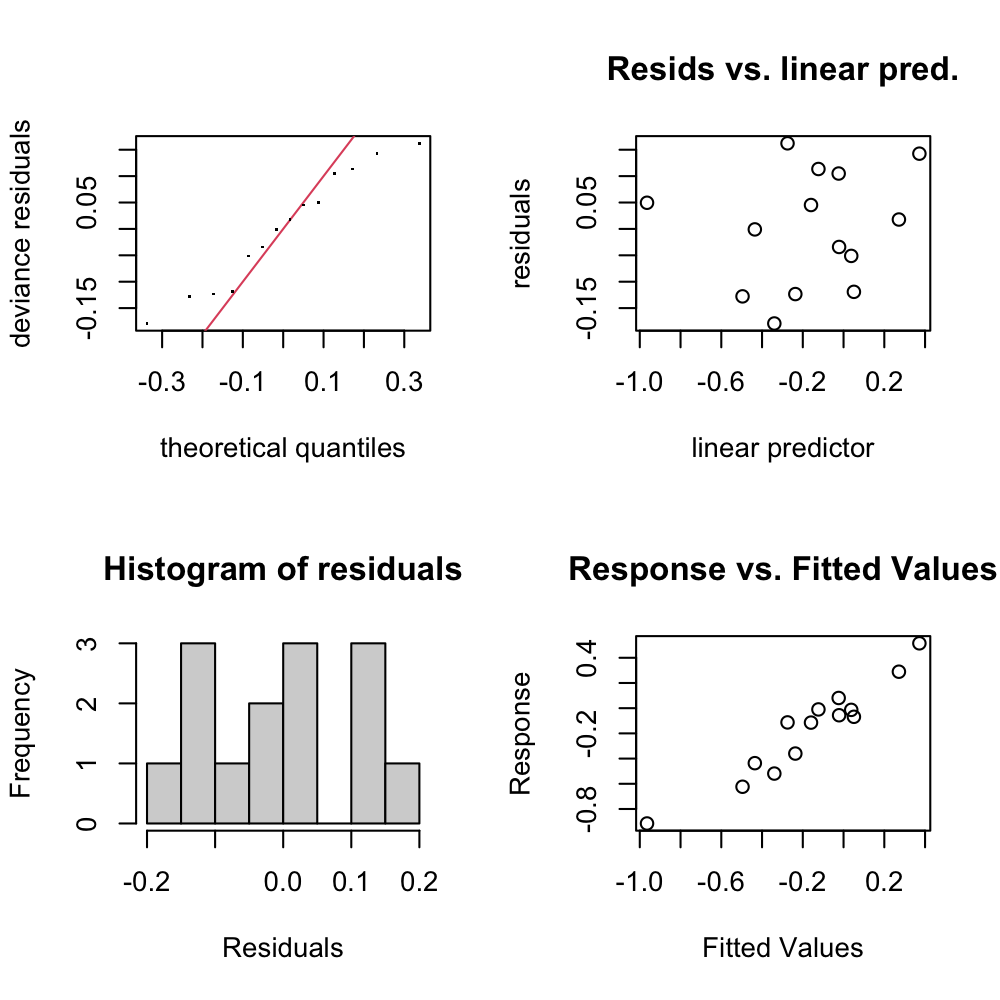 deviance residuals
0.05
-0.15
-0.3
-0.1
0.1
0.3
theoretical quantiles
Resids vs. linear pred.
residuals
0.05
-0.15
-1.0
-0.6
-0.2
0.2
linear predictor
Histogram of residuals
Frequency
3
2
1
0
-0.2
0.0
0.1
0.2
Residuals
Response vs. Fitted Values
Response
0.4
-0.2
-0.8
-1.0
-0.6
-0.2
0.2
Fitted Values